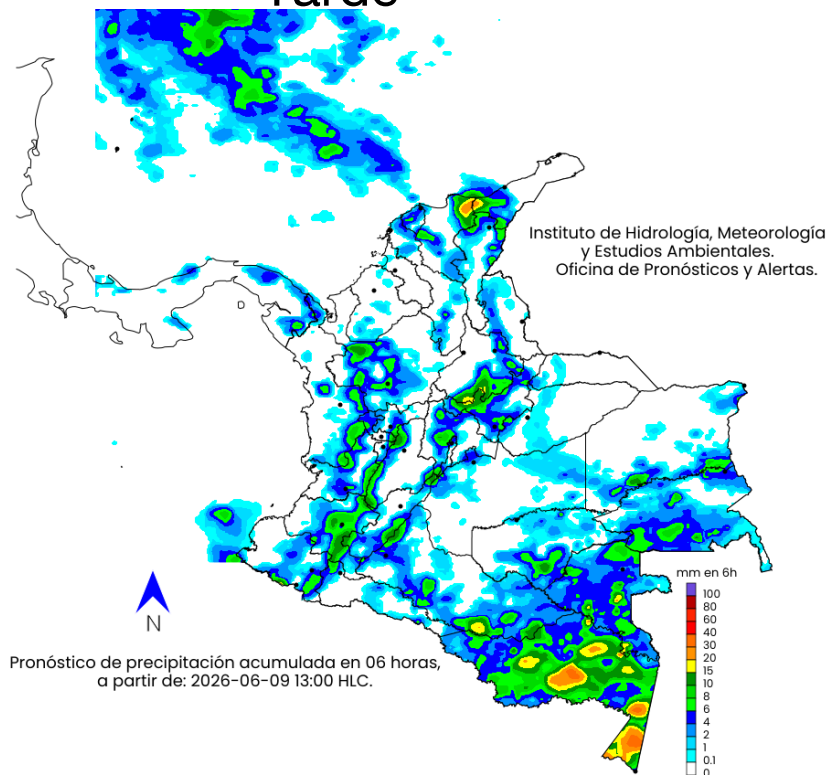 Tarde
Instituto de Hidrología, Meteorología
y Estudios Ambientales.
Oficina de Pronósticos y Alertas.
N
Pronóstico de precipitación acumulada en 06 horas,
a partir de: 2026-06-09 13:00 HLC.
mm en 6h
100
80
60
40
30
20
15
10
8
6
4
2
1
0.1
0